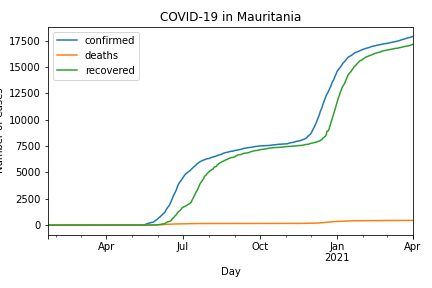 COVID-19 in Mauritania
confirmed
deaths
recovered
17500
15000
12500
10000
7500
5000
2500
0
Apr
Jul
Oct
Jan
2021
Apr
Day